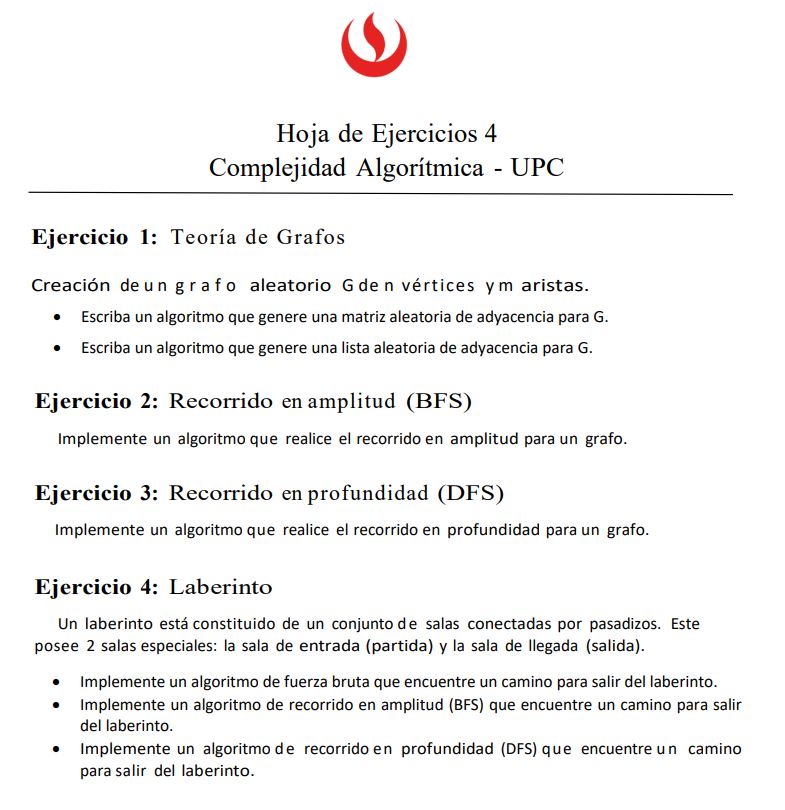 Hoja de Ejercicios 4
Complejidad Algorítmica - UPC
Ejercicio 1: Teoría de Grafos
Creación de un grafo aleatorio G de n vértices y m aristas.
• Escriba un algoritmo que genere una matriz aleatoria de adyacencia para G.
• Escriba un algoritmo que genere una lista aleatoria de adyacencia para G.
Ejercicio 2: Recorrido en amplitud (BFS)
Implemente un algoritmo que realice el recorrido en amplitud para un grafo.
Ejercicio 3: Recorrido en profundidad (DFS)
Implemente un algoritmo que realice el recorrido en profundidad para un grafo.
Ejercicio 4: Laberinto
Un laberinto está constituido de un conjunto de salas conectadas por pasadizos. Este
posee 2 salas especiales: la sala de entrada (partida) y la sala de llegada (salida).
• Implemente un algoritmo de fuerza bruta que encuentre un camino para salir del laberinto.
• Implemente un algoritmo de recorrido en amplitud (BFS) que encuentre un camino para salir
del laberinto.
• Implemente un algoritmo de recorrido en profundidad (DFS) que encuentre un camino
para salir del laberinto.